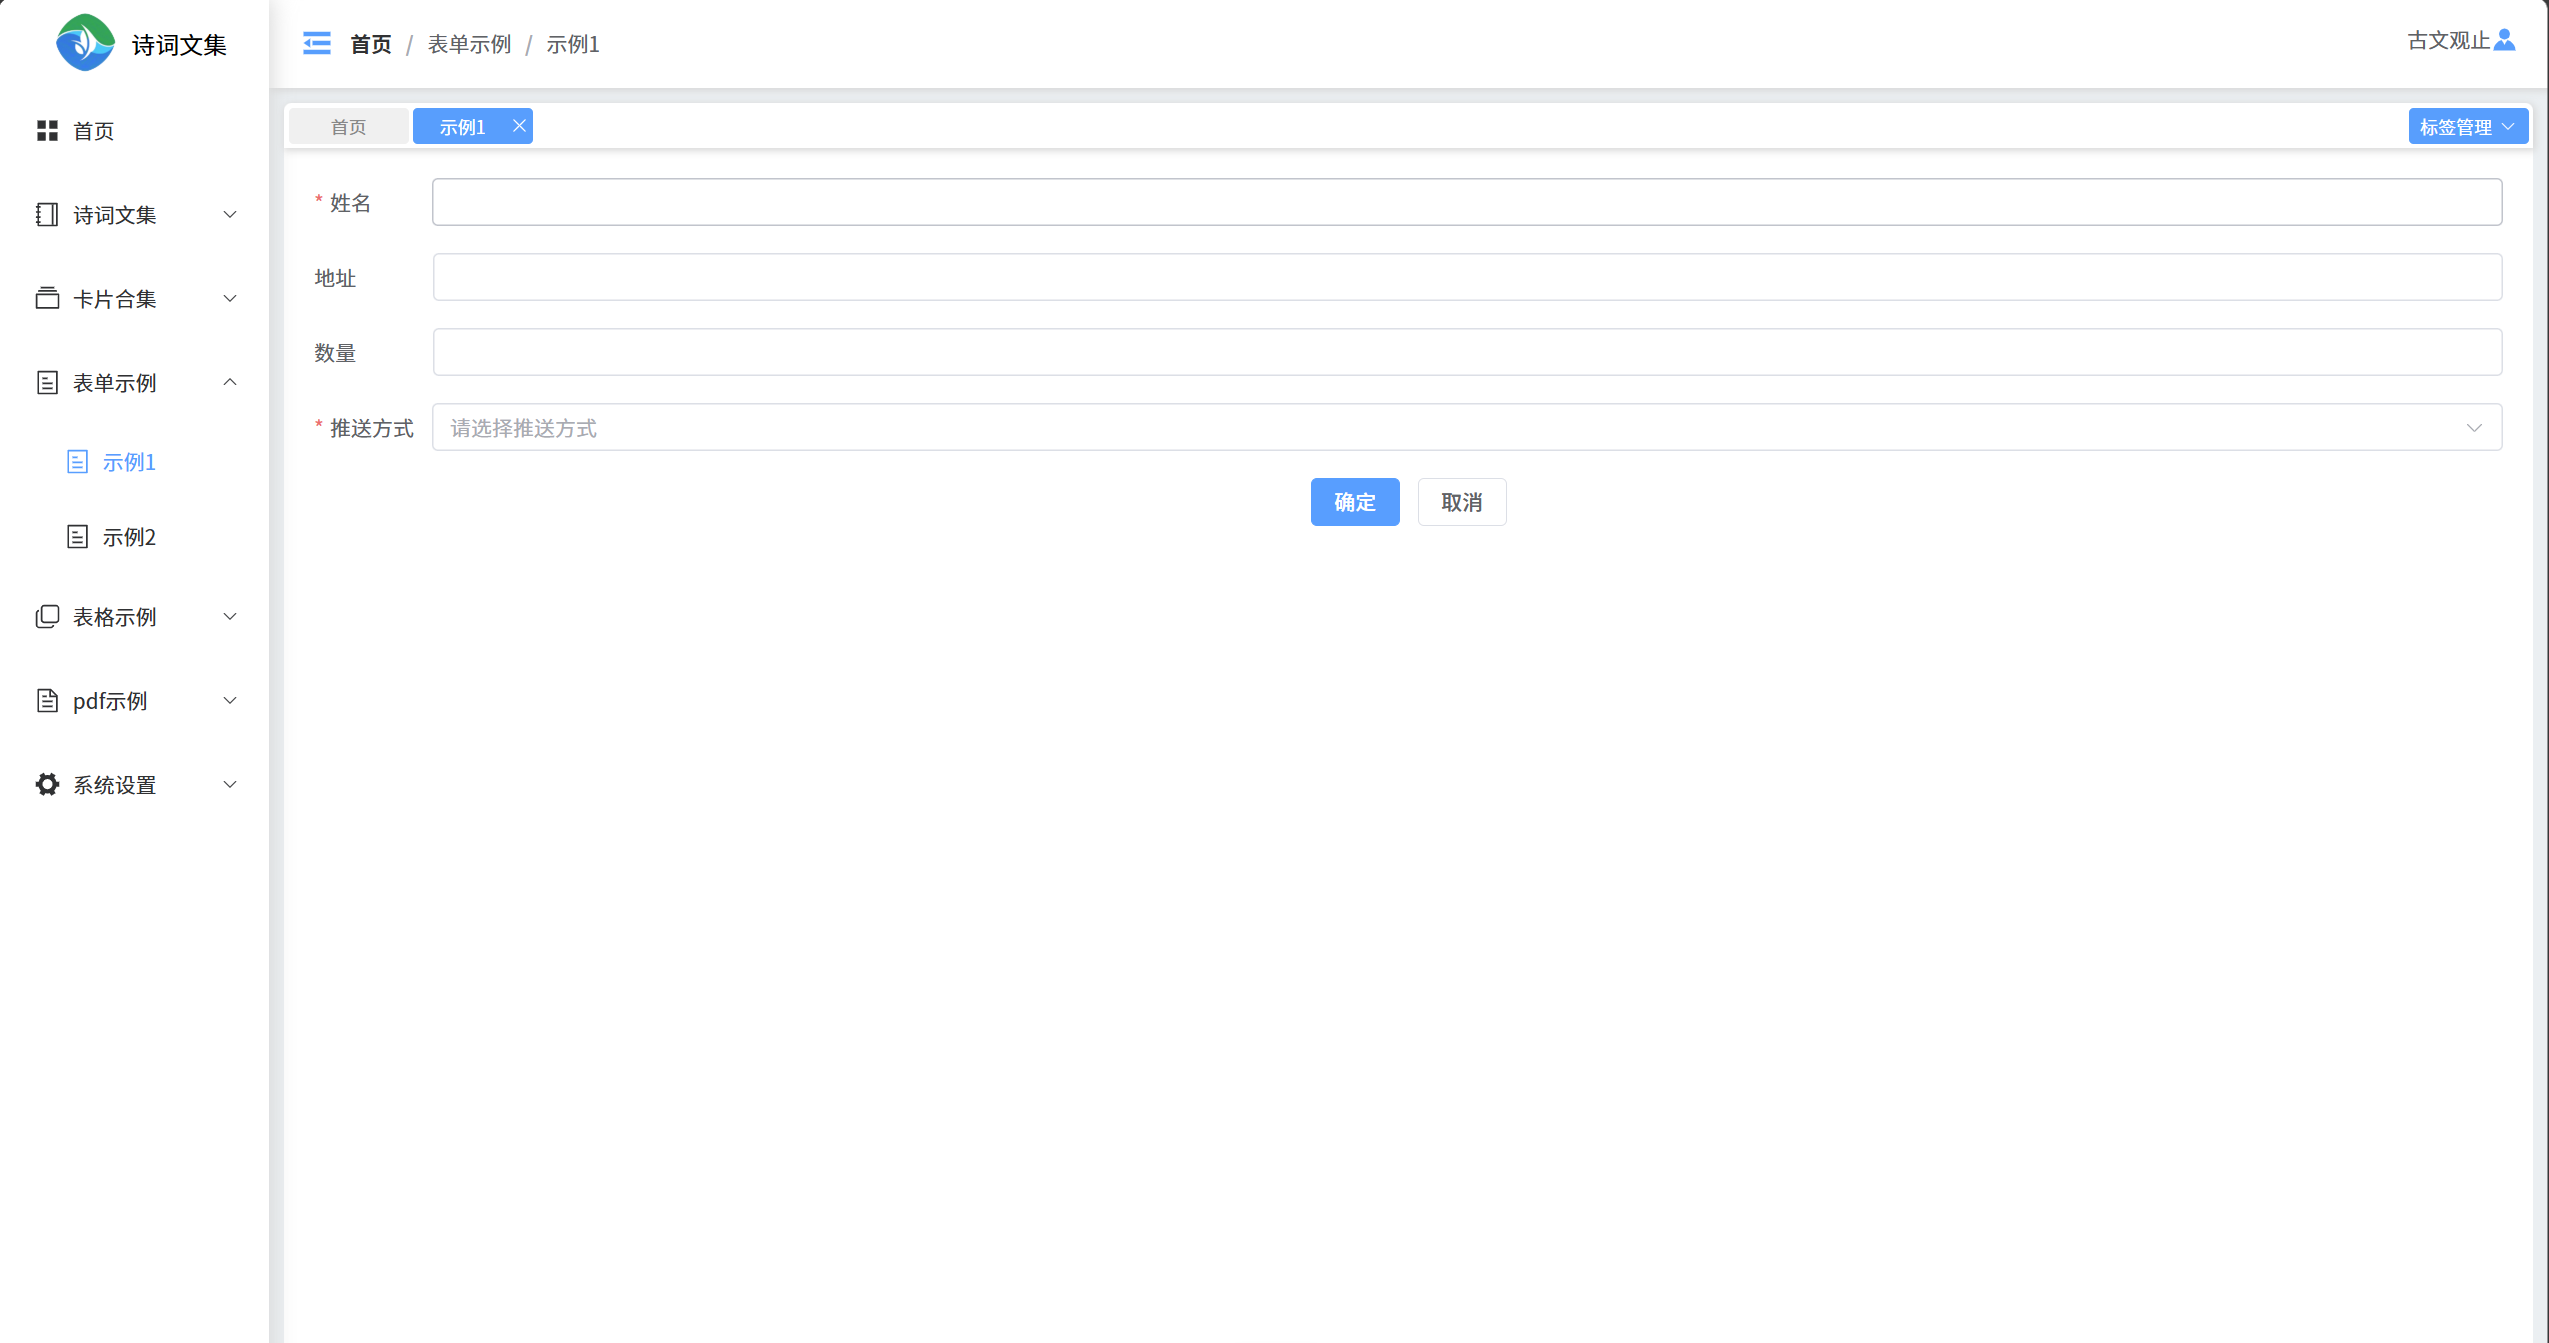 诗词文集
首页 / 表单示例 / 示例1
古文观止
首页
诗词文集
卡片合集
表单示例
示例1
示例2
表格示例
pdf示例
系统设置
首页
示例1
标签管理
* 姓名
地址
数量
* 推送方式
请选择推送方式
确定
取消